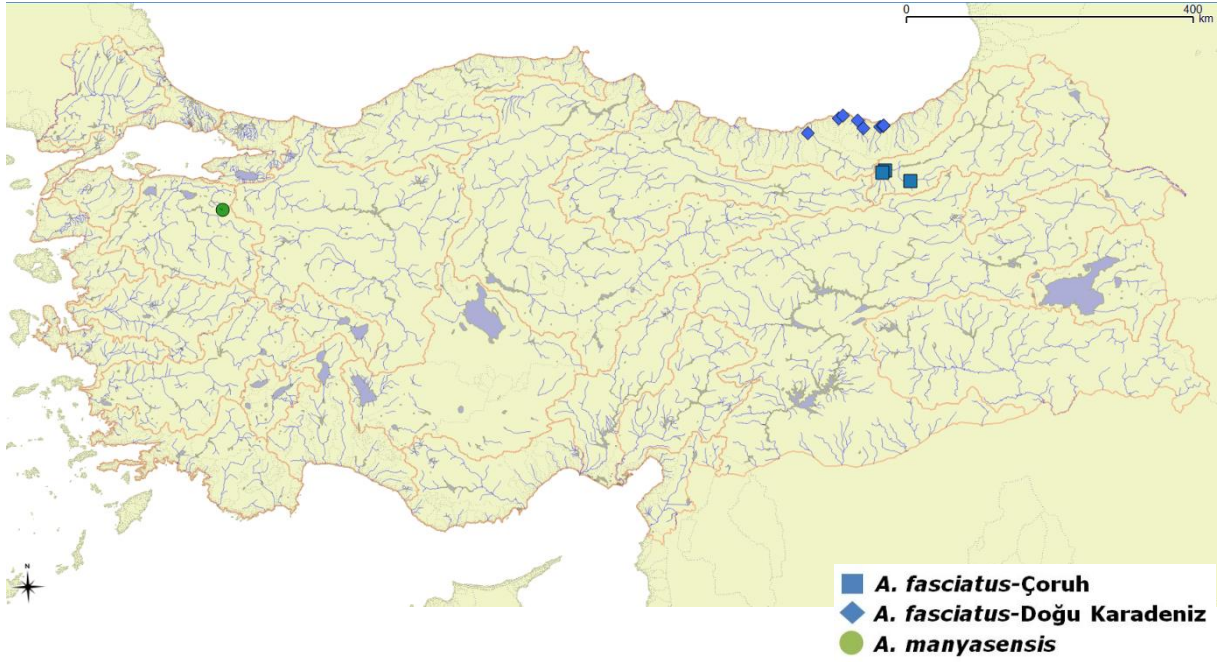 0 400
km
N
A. fasciatus-Çoruh
A. fasciatus-Doğu Karadeniz
A. manyasensis